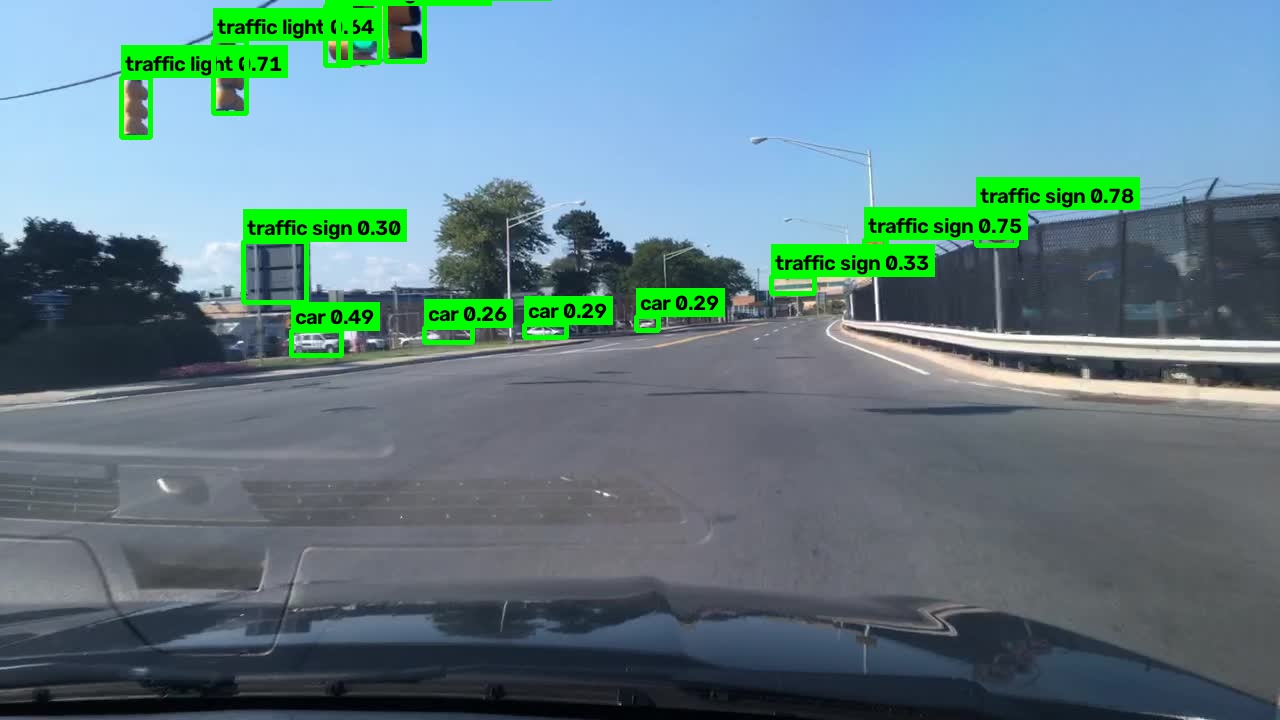 traffic light 0.64
traffic light 0.71
traffic sign 0.78
traffic sign 0.75
traffic sign 0.30
traffic sign 0.33
car 0.29
car 0.29
car 0.26
car 0.49